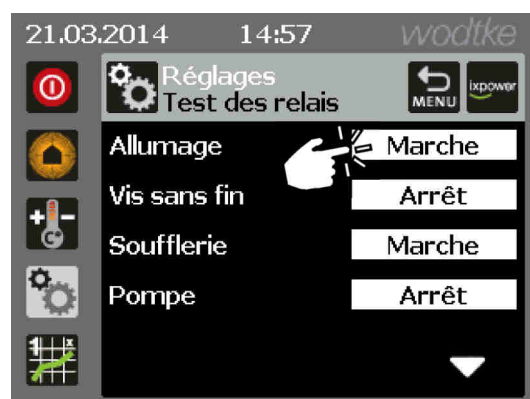 21.03.2014 14:57 wodtke
Réglages
Test des relais
MENU
ixpower
Allumage Marche
Vis sans fin Arrêt
Soufflerie Marche
Pompe Arrêt
+ -
C°
1 x